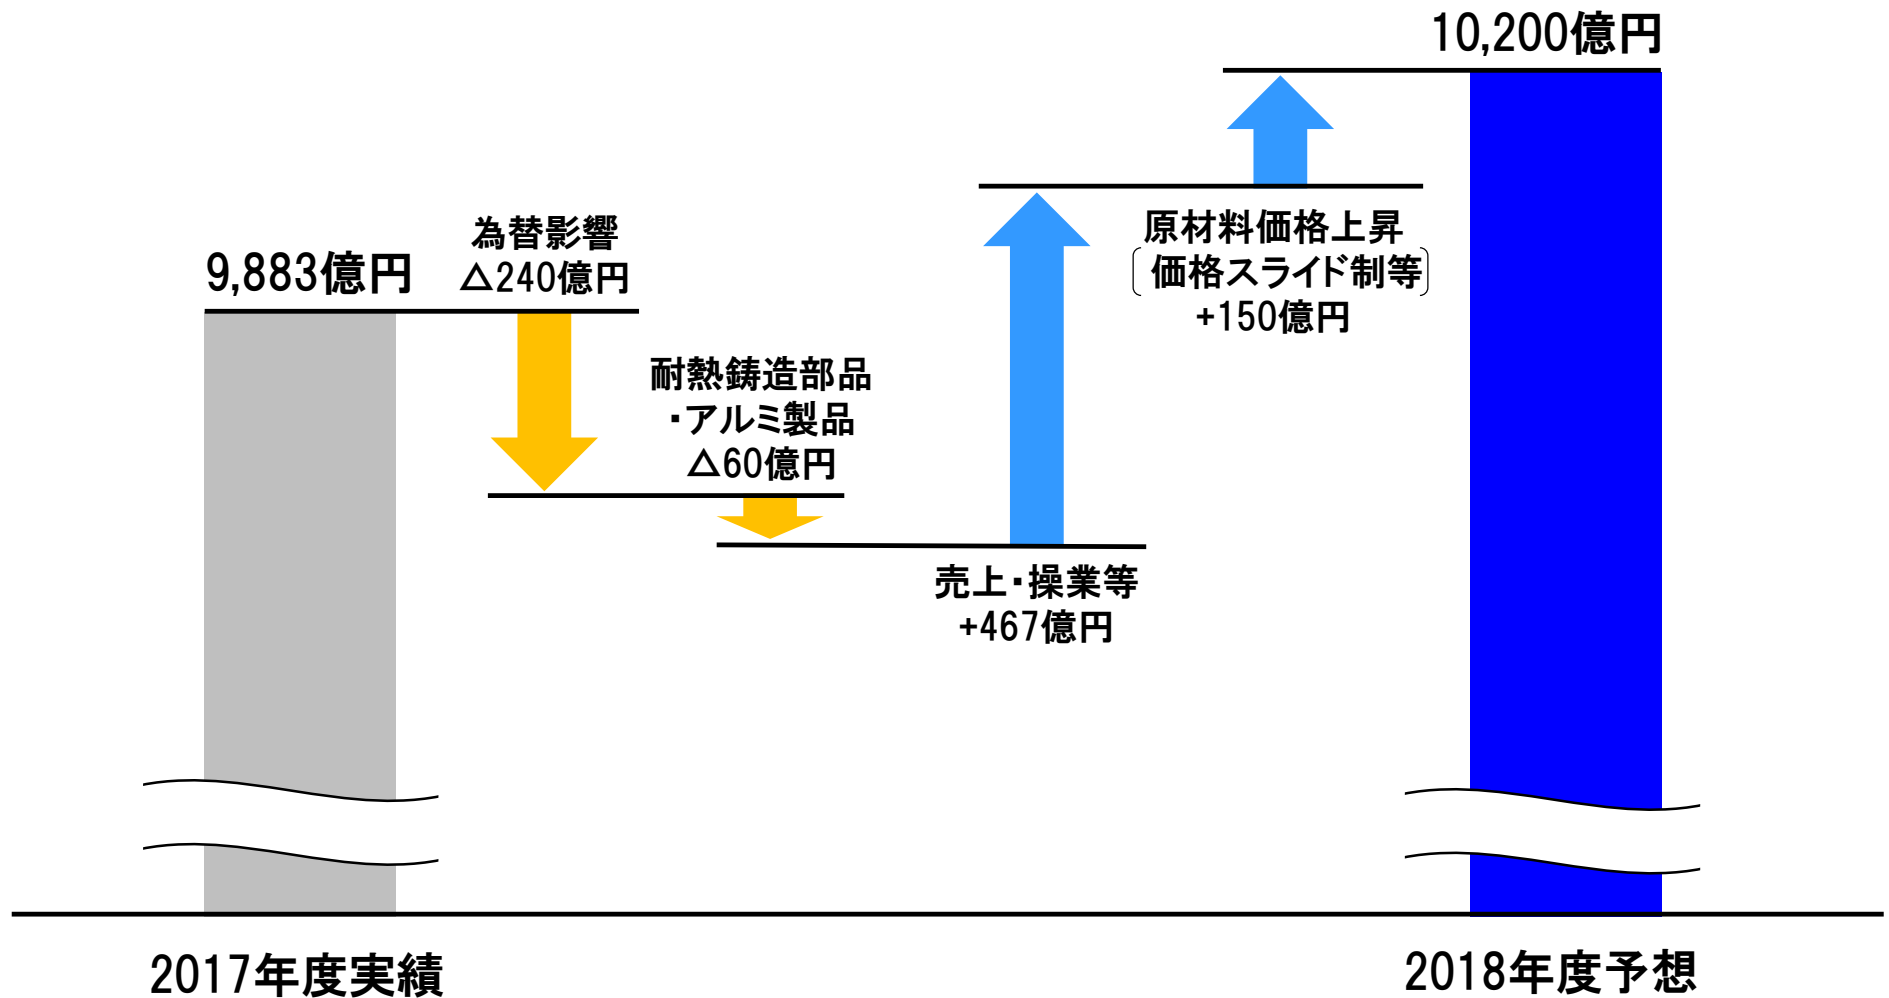 10,200億円
9,883億円
為替影響
△240億円
耐熱鋳造部品
・アルミ製品
△60億円
売上・操業等
+467億円
原材料価格上昇
〔価格スライド制等〕
+150億円
2017年度実績
2018年度予想